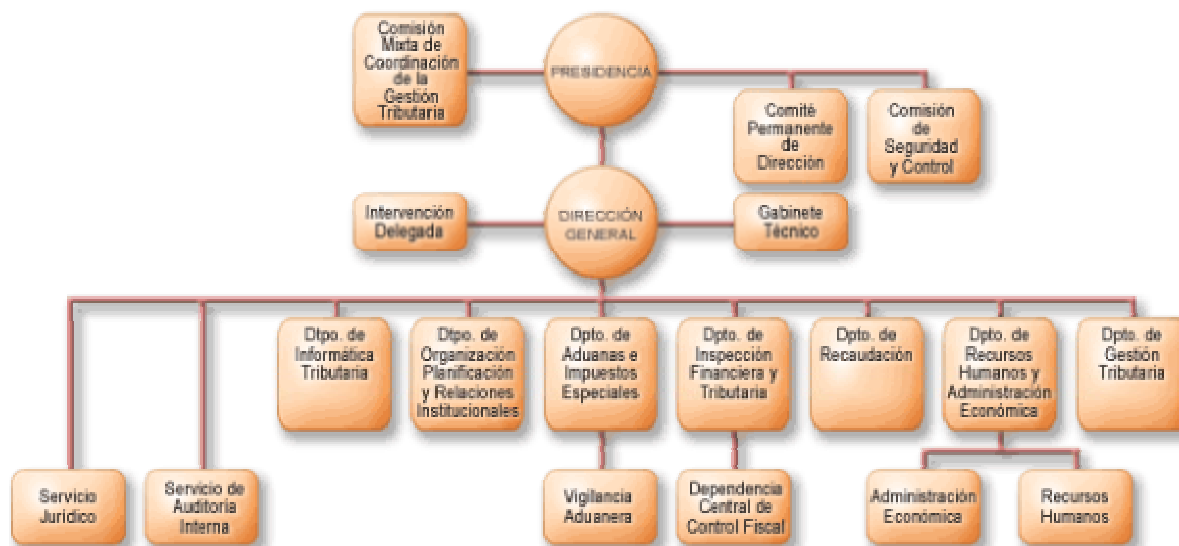 Comisión
Mixta de
Coordinación
de la
Gestión
Tributaria
PRESIDENCIA
Comité
Permanente
de
Dirección
Comisión
de
Seguridad
y Control
Intervención
Delegada
DIRECCIÓN
GENERAL
Gabinete
Técnico
Dtpo. de
Informática
Tributaria
Dtpo. de
Organización
Planificación
y Relaciones
Institucionales
Dpto. de
Aduanas e
Impuestos
Especiales
Dpto. de
Inspección
Financiera y
Tributaria
Dpto. de
Recaudación
Dpto. de
Recursos
Humanos y
Administración
Económica
Dpto. de
Gestión
Tributaria
Servicio
Jurídico
Servicio de
Auditoría
Interna
Vigilancia
Aduanera
Dependencia
Central de
Control Fiscal
Administración
Económica
Recursos
Humanos